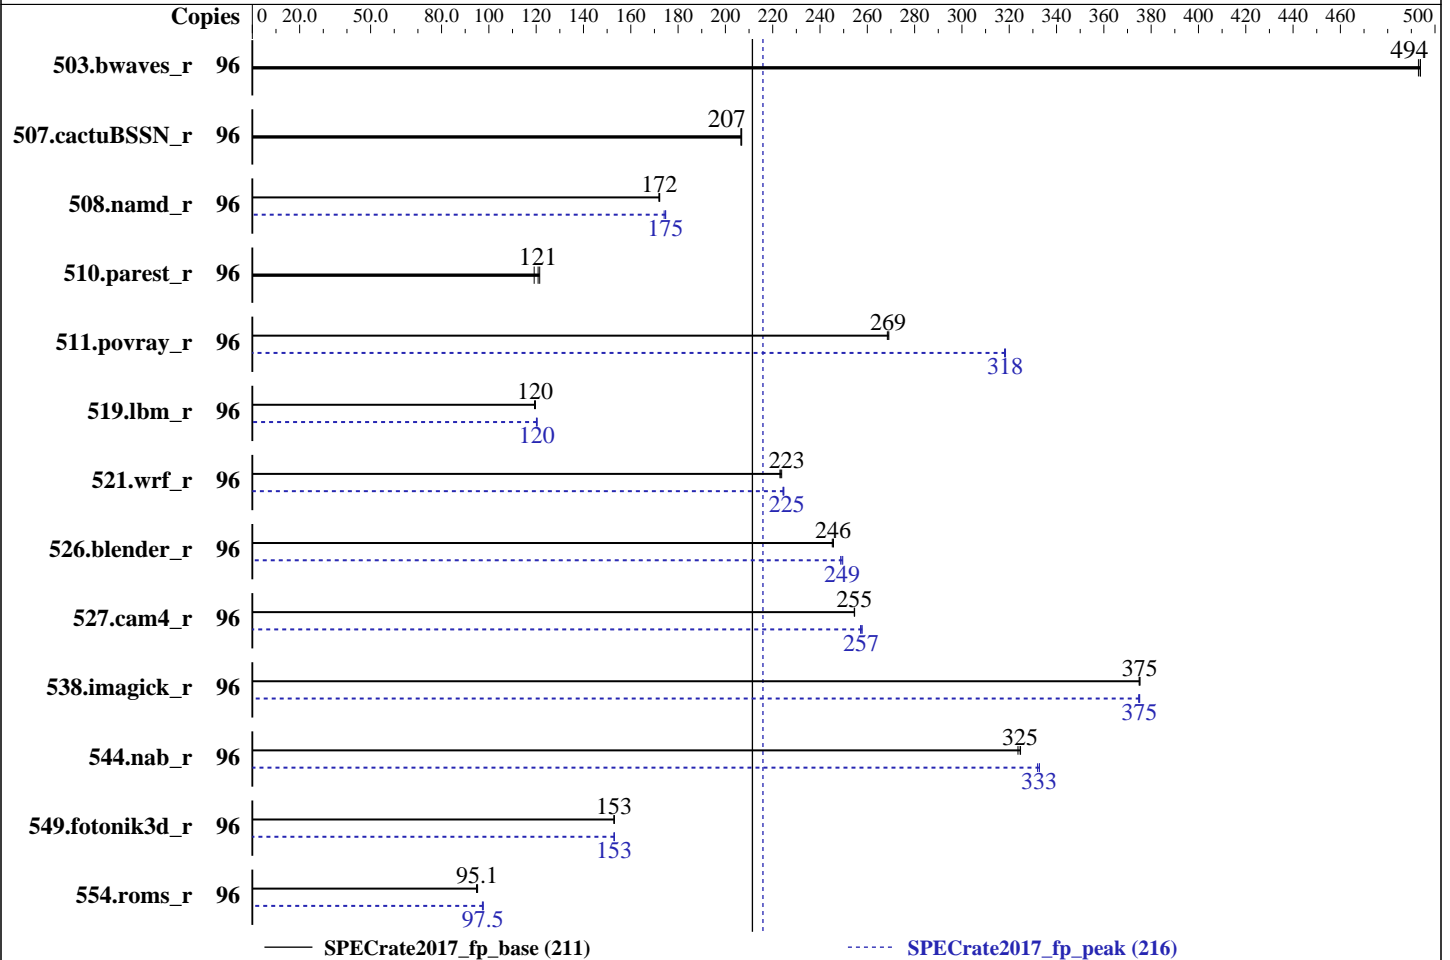 Copies 0 20.0 50.0 80.0 100 120 140 160 180 200 220 240 260 280 300 320 340 360 380 400 420 440 460 500
503.bwaves_r 96 494
507.cactuBSSN_r 96 207
508.namd_r 96 172
175
510.parest_r 96 121
511.povray_r 96 269
318
519.lbm_r 96 120
120
521.wrf_r 96 223
225
526.blender_r 96 246
249
527.cam4_r 96 255
257
538.imagick_r 96 375
375
544.nab_r 96 325
333
549.fotonik3d_r 96 153
153
554.roms_r 96 95.1
97.5
SPECrate2017_fp_base (211) SPECrate2017_fp_peak (216)